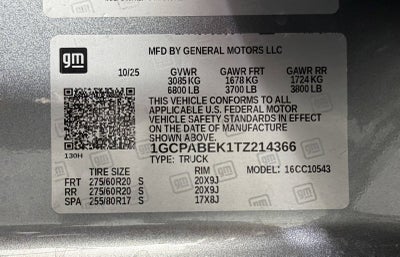 gm
MFD BY GENERAL MOTORS LLC
10/25 GVWR GAWR FRT GAWR RR
3085 KG 1678 KG 1724 KG
6800 LB 3700 LB 3800 LB
THIS VEHICLE CONFORMS TO ALL
APPLICABLE U.S. FEDERAL MOTOR
VEHICLE SAFETY STANDARDS IN
EFFECT ON THE DATE OF MANUFACTURE
SHOWN ABOVE.
130H 1GCPABEK1TZ214366
TYPE: TRUCK
TIRE SIZE RIM MODEL: 16CC10543
FRT 275/60R20 S 20X9J
RR 275/60R20 S 20X9J
SPA 255/80R17 S 17X8J